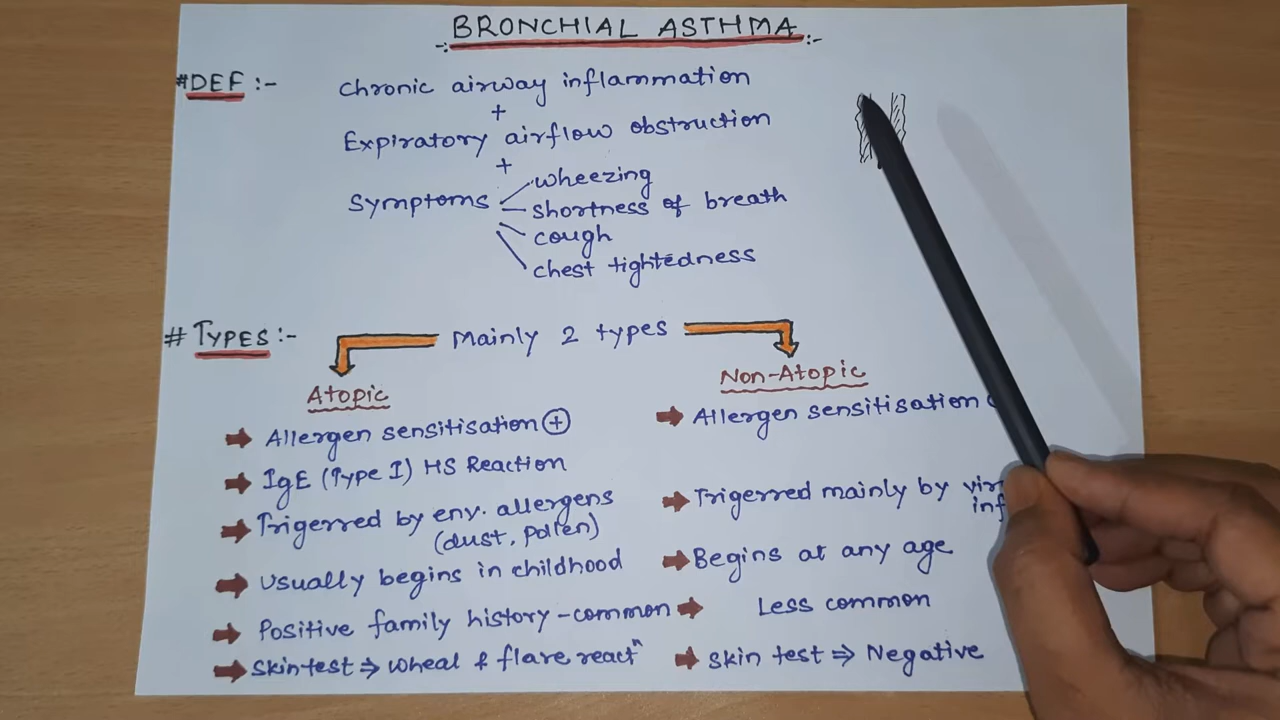 BRONCHIAL ASTHMA :-
#DEF :-
Chronic airway inflammation
+
Expiratory airflow obstruction
+
Symptoms
wheezing
shortness of breath
cough
chest tightedness
# TYPES :-
Mainly 2 types
Atopic
Allergen sensitisation (+)
IgE (Type I) HS Reaction
Trigerred by env. allergens
(dust, pollen)
Usually begins in childhood
Positive family history - common
Skin test ⇒ wheal & flare reactⁿ
Non-Atopic
Allergen sensitisation
Trigerred mainly by
Begins at any age
Less common
Skin test ⇒ Negative